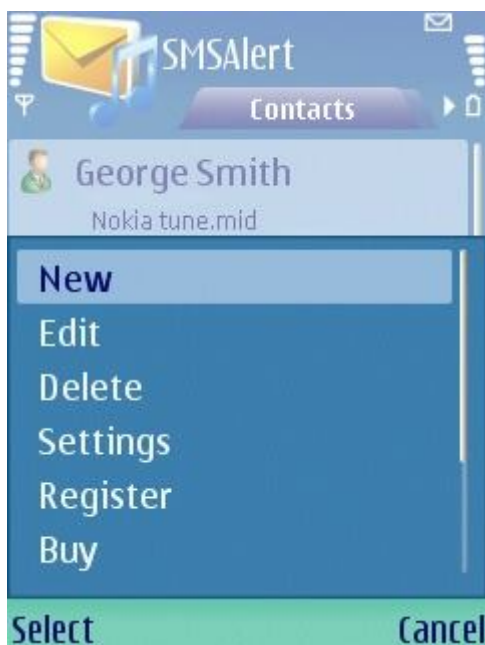 SMSAlert
Contacts
George Smith
Nokia tune.mid
New
Edit
Delete
Settings
Register
Buy
Select Cancel